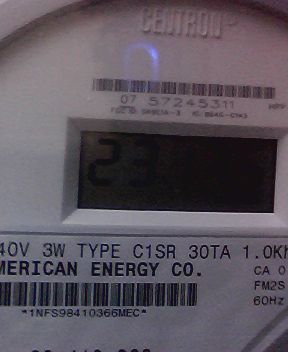 CENTRON
07 57245311
23
40V 3W TYPE C1SR 30TA 1.0K
MERICAN ENERGY CO.
CA 0
FM2S
60Hz
*1NFS98410366MEC*